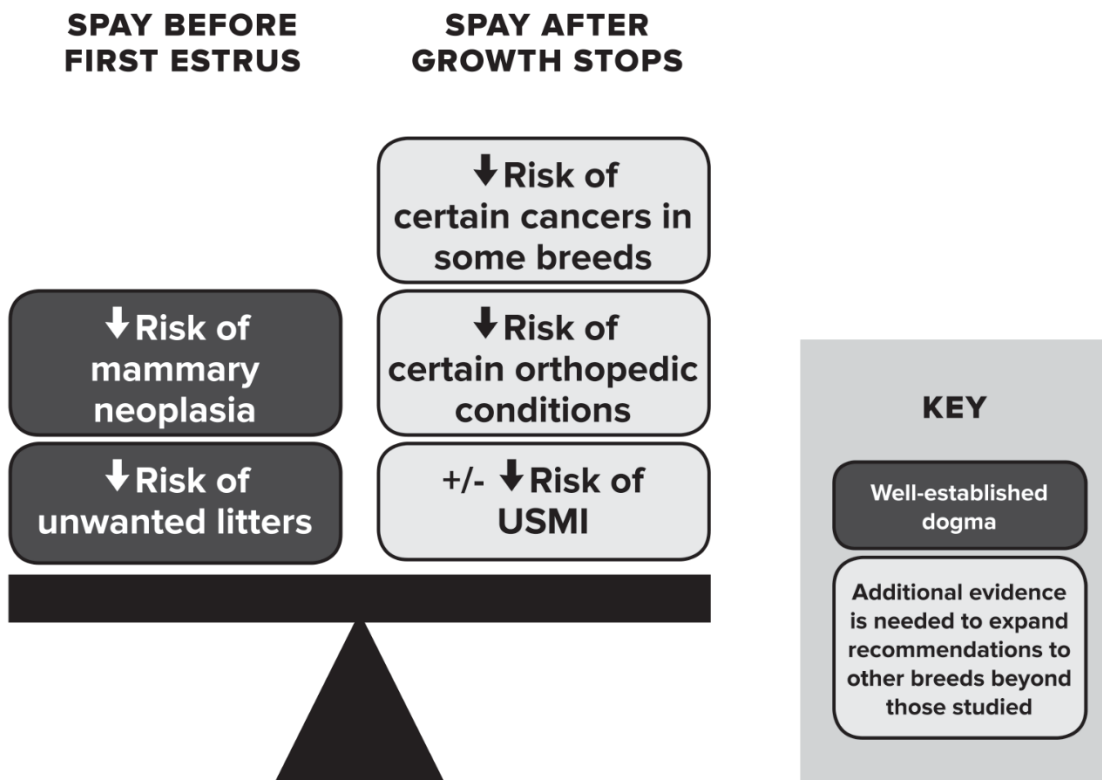 SPAY BEFORE
FIRST ESTRUS
SPAY AFTER
GROWTH STOPS
↓ Risk of
mammary
neoplasia
↓ Risk of
unwanted litters
↓ Risk of
certain cancers in
some breeds
↓ Risk of
certain orthopedic
conditions
+/- ↓ Risk of
USMI
KEY
Well-established
dogma
Additional evidence
is needed to expand
recommendations to
other breeds beyond
those studied